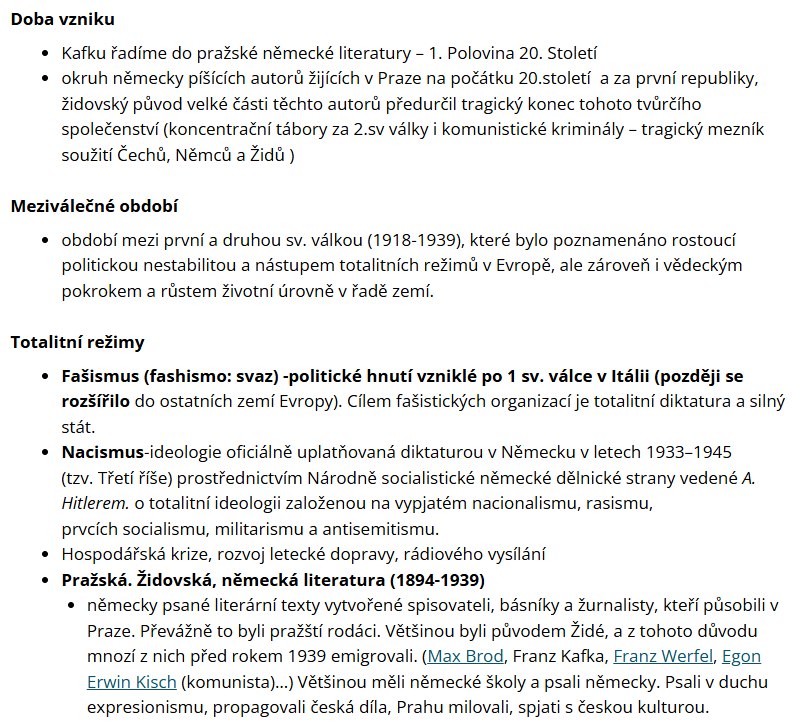 Doba vzniku
Kafku řadíme do pražské německé literatury – 1. Polovina 20. Století
okruh německy píšících autorů žijících v Praze na počátku 20.století  a za první republiky,
židovský původ velké části těchto autorů předurčil tragický konec tohoto tvůrčího
společenství (koncentrační tábory za 2.sv války i komunistické kriminály – tragický mezník
soužití Čechů, Němců a Židů )
Meziválečné období
období mezi první a druhou sv. válkou (1918-1939), které bylo poznamenáno rostoucí
politickou nestabilitou a nástupem totalitních režimů v Evropě, ale zároveň i vědeckým
pokrokem a růstem životní úrovně v řadě zemí.
Totalitní režimy
Fašismus (fashismo: svaz) -politické hnutí vzniklé po 1 sv. válce v Itálii (později se
rozšířilo do ostatních zemí Evropy). Cílem fašistických organizací je totalitní diktatura a silný
stát.
Nacismus-ideologie oficiálně uplatňovaná diktaturou v Německu v letech 1933–1945
(tzv. Třetí říše) prostřednictvím Národně socialistické německé dělnické strany vedené A.
Hitlerem. o totalitní ideologii založenou na vypjatém nacionalismu, rasismu,
prvcích socialismu, militarismu a antisemitismu.
Hospodářská krize, rozvoj letecké dopravy, rádiového vysílání
Pražská. Židovská, německá literatura (1894-1939)
německy psané literární texty vytvořené spisovateli, básníky a žurnalisty, kteří působili v
Praze. Převážně to byli pražští rodáci. Většinou byli původem Židé, a z tohoto důvodu
mnozí z nich před rokem 1939 emigrovali. (Max Brod, Franz Kafka, Franz Werfel, Egon
Erwin Kisch (komunista)…) Většinou měli německé školy a psali německy. Psali v duchu
expresionismu, propagovali česká díla, Prahu milovali, spjati s českou kulturou.